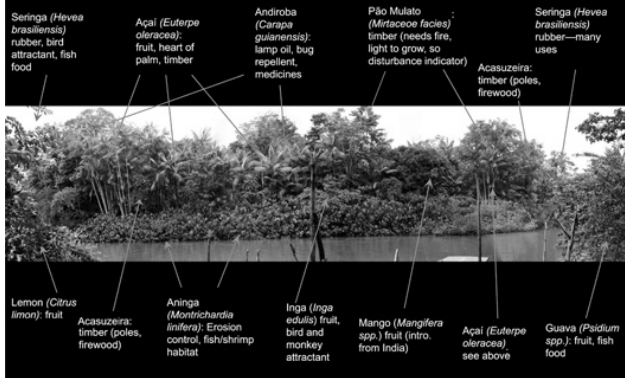 Seringa (Hevea
brasiliensis)
rubber, bird
attractant, fish
food
Açaí (Euterpe
oleracea):
fruit, heart of
palm, timber
Andiroba
(Carapa
guianensis):
lamp oil, bug
repellent,
medicines
Pão Mulato :
(Mirtaceoe facies)
timber (needs fire,
light to grow, so
disturbance indicator)
Seringa (Hevea
brasiliensis)
rubber—many
uses
Acasuzeira:
timber (poles,
firewood)
Lemon (Citrus
limon): fruit
Acasuzeira:
timber (poles,
firewood)
Aninga
(Montrichardia
linifera): Erosion
control, fish/shrimp
habitat
Inga (Inga
edulis) fruit,
bird and
monkey
attractant
Mango (Mangifera
spp.) fruit (intro.
from India)
Açaí (Euterpe
oleracea)
see above
Guava (Psidium
spp.): fruit, fish
food